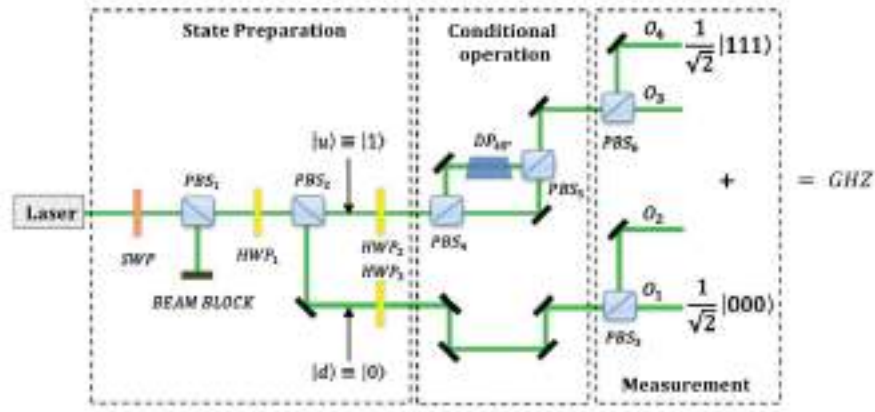 State Preparation
Conditional operation
O₄ 1/√2 |111⟩
O₃
|u⟩ ≡ |1⟩
DP₄₅°
PBS₆
PBS₁
PBS₂
PBS₅
+
= GHZ
Laser
SWP
HWP₁
HWP₂
PBS₄
O₂
HWP₃
BEAM BLOCK
O₁ 1/√2 |000⟩
PBS₃
|d⟩ ≡ |0⟩
Measurement